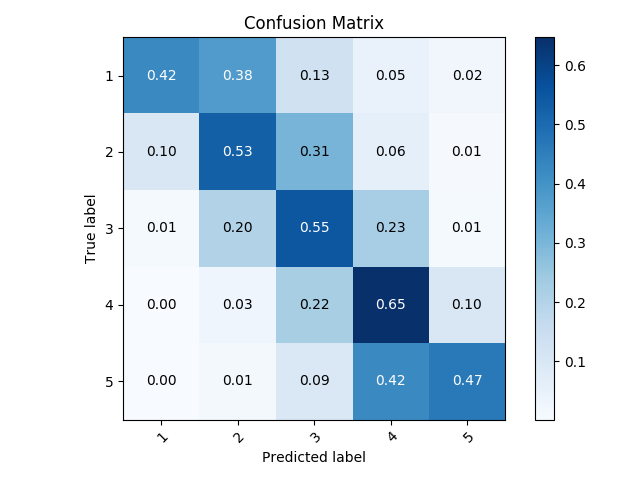 Confusion Matrix
True label
1 0.42 0.38 0.13 0.05 0.02
2 0.10 0.53 0.31 0.06 0.01
3 0.01 0.20 0.55 0.23 0.01
4 0.00 0.03 0.22 0.65 0.10
5 0.00 0.01 0.09 0.42 0.47
1 2 3 4 5
Predicted label
0.6
0.5
0.4
0.3
0.2
0.1